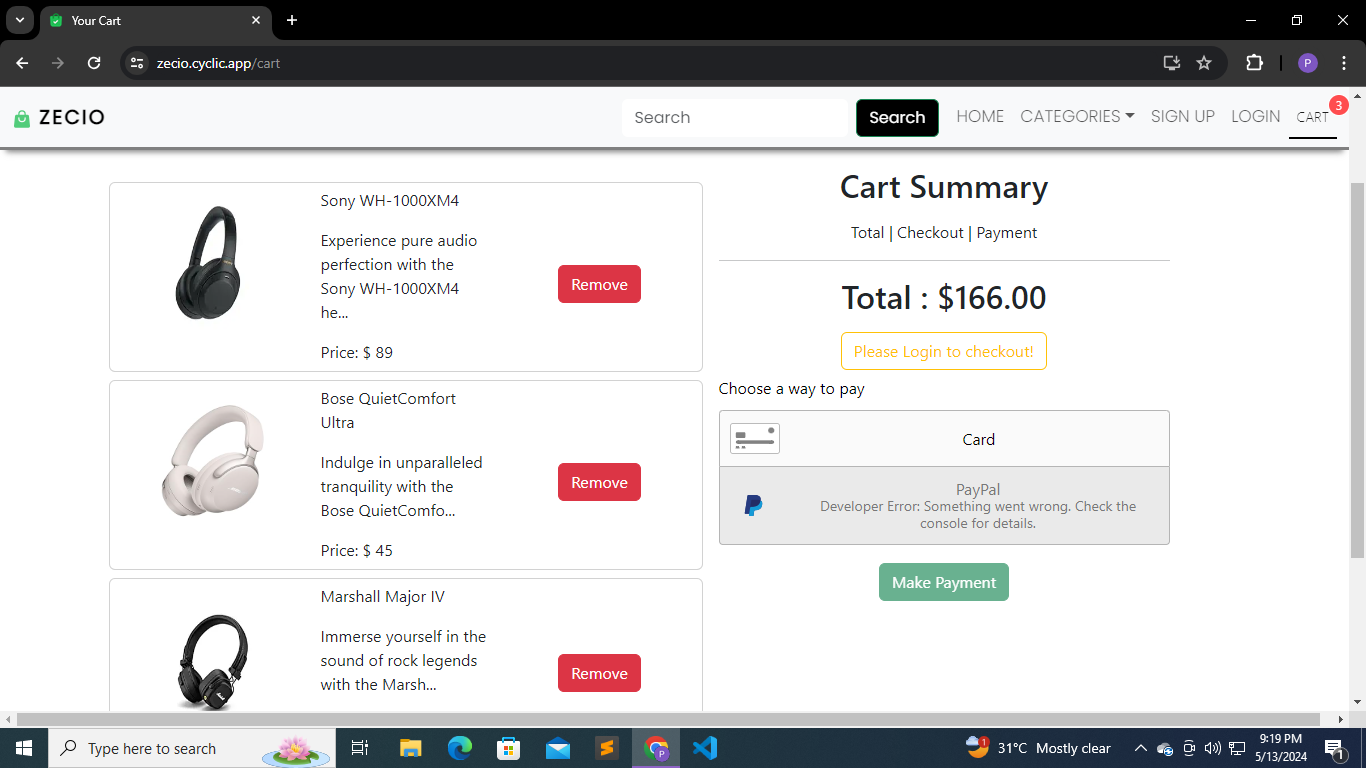 Your Cart
zecio.cyclic.app/cart
P
ZECIO
Search
Search
HOME
CATEGORIES
SIGN UP
LOGIN
CART
3
Sony WH-1000XM4
Experience pure audio
perfection with the
Sony WH-1000XM4
he...
Price: $ 89
Remove
Bose QuietComfort
Ultra
Indulge in unparalleled
tranquility with the
Bose QuietComfo...
Price: $ 45
Remove
Marshall Major IV
Immerse yourself in the
sound of rock legends
with the Marsh...
Remove
Cart Summary
Total | Checkout | Payment
Total : $166.00
Please Login to checkout!
Choose a way to pay
Card
PayPal
Developer Error: Something went wrong. Check the
console for details.
Make Payment
Type here to search
P
1
31°C Mostly clear
9:19 PM
5/13/2024
1